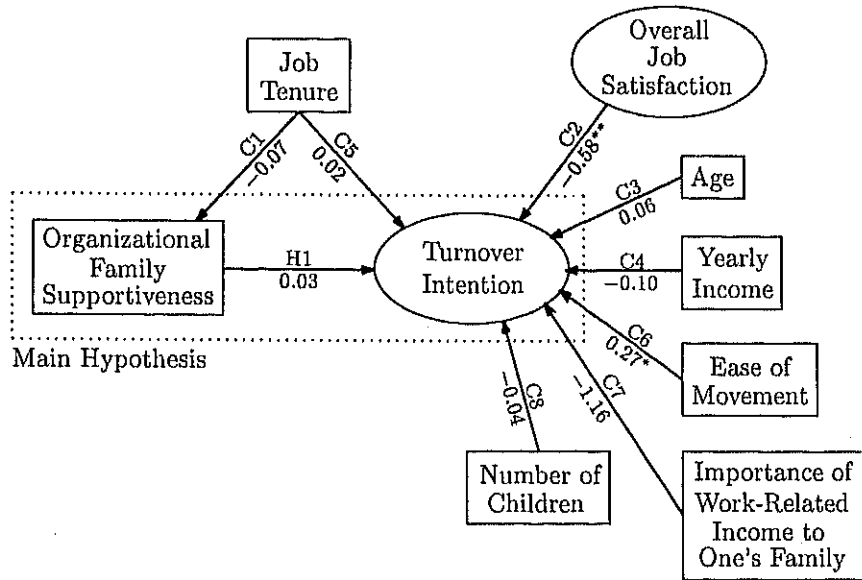 Overall
Job
Satisfaction
Job
Tenure
C1
−0.07
C5
0.02
C2
−0.58**
C3
0.06
Age
Organizational
Family
Supportiveness
H1
0.03
Turnover
Intention
C4
−0.10
Yearly
Income
Main Hypothesis
C6
0.27*
Ease of
Movement
C7
−1.16
C8
−0.04
Number of
Children
Importance of
Work-Related
Income to
One's Family